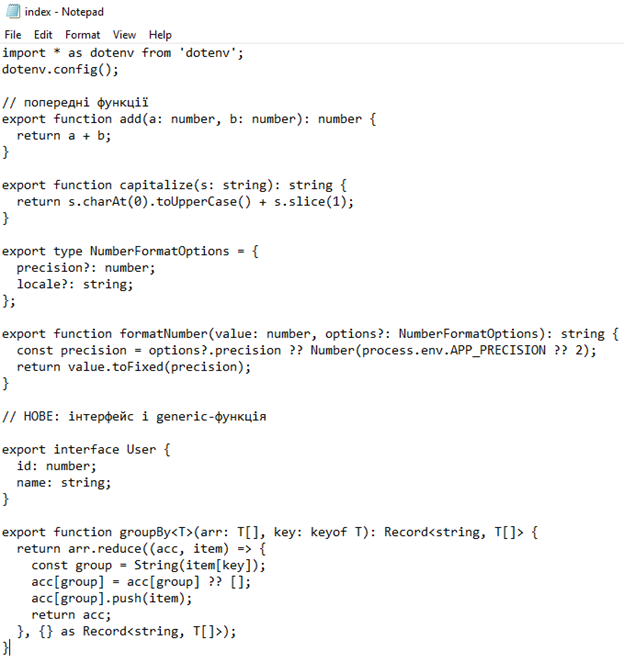 index - Notepad
File Edit Format View Help
import * as dotenv from 'dotenv';
dotenv.config();

// попередні функції
export function add(a: number, b: number): number {
  return a + b;
}

export function capitalize(s: string): string {
  return s.charAt(0).toUpperCase() + s.slice(1);
}

export type NumberFormatOptions = {
  precision?: number;
  locale?: string;
};

export function formatNumber(value: number, options?: NumberFormatOptions): string {
  const precision = options?.precision ?? Number(process.env.APP_PRECISION ?? 2);
  return value.toFixed(precision);
}

// НОВЕ: інтерфейс і generic-функція

export interface User {
  id: number;
  name: string;
}

export function groupBy<T>(arr: T[], key: keyof T): Record<string, T[]> {
  return arr.reduce((acc, item) => {
    const group = String(item[key]);
    acc[group] = acc[group] ?? [];
    acc[group].push(item);
    return acc;
  }, {} as Record<string, T[]>);
}